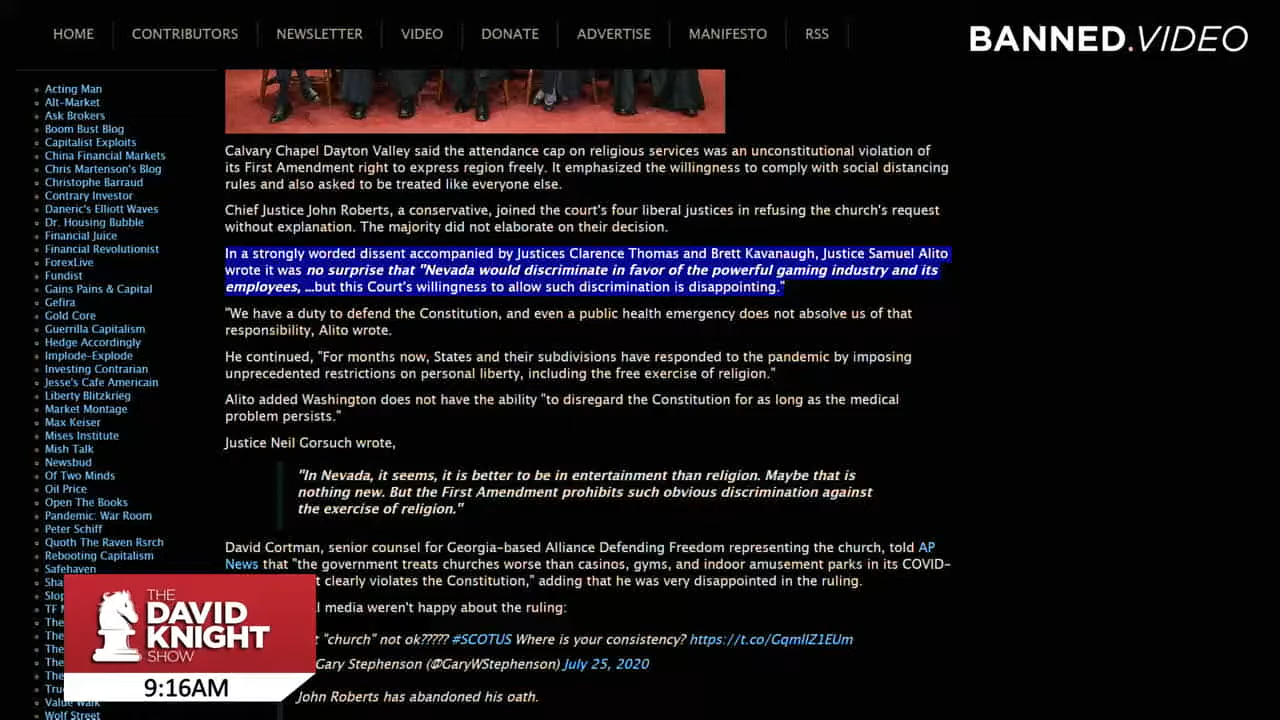 HOME
CONTRIBUTORS
NEWSLETTER
VIDEO
DONATE
ADVERTISE
MANIFESTO
RSS
BANNED.VIDEO
Acting Man
Alt-Market
Ask Brokers
Boom Bust Blog
Capitalist Exploits
China Financial Markets
Chris Martenson's Blog
Christophe Barraud
Contrary Investor
Daneric's Elliott Waves
Dr. Housing Bubble
Financial Juice
Financial Revolutionist
ForexLive
Fundist
Gains Pains & Capital
Gefira
Gold Core
Guerrilla Capitalism
Hedge Accordingly
Implode-Explode
Investing Contrarian
Jesse's Cafe Americain
Liberty Blitzkrieg
Market Montage
Max Keiser
Mises Institute
Mish Talk
Newsbud
Of Two Minds
Oil Price
Open The Books
Pandemic: War Room
Peter Schiff
Quoth The Raven Rsrch
Rebooting Capitalism
Safehaven
Sha
Slop
TF M
The
The
The
The
The
Tru
Value Walk
Wolf Street
Calvary Chapel Dayton Valley said the attendance cap on religious services was an unconstitutional violation of
its First Amendment right to express region freely. It emphasized the willingness to comply with social distancing
rules and also asked to be treated like everyone else.
Chief Justice John Roberts, a conservative, joined the court's four liberal justices in refusing the church's request
without explanation. The majority did not elaborate on their decision.
In a strongly worded dissent accompanied by Justices Clarence Thomas and Brett Kavanaugh, Justice Samuel Alito
wrote it was no surprise that "Nevada would discriminate in favor of the powerful gaming industry and its
employees, ...but this Court's willingness to allow such discrimination is disappointing."
"We have a duty to defend the Constitution, and even a public health emergency does not absolve us of that
responsibility, Alito wrote.
He continued, "For months now, States and their subdivisions have responded to the pandemic by imposing
unprecedented restrictions on personal liberty, including the free exercise of religion."
Alito added Washington does not have the ability "to disregard the Constitution for as long as the medical
problem persists."
Justice Neil Gorsuch wrote,
"In Nevada, it seems, it is better to be in entertainment than religion. Maybe that is
nothing new. But the First Amendment prohibits such obvious discrimination against
the exercise of religion."
David Cortman, senior counsel for Georgia-based Alliance Defending Freedom representing the church, told AP
News that "the government treats churches worse than casinos, gyms, and indoor amusement parks in its COVID-
t clearly violates the Constitution," adding that he was very disappointed in the ruling.
l media weren't happy about the ruling:
t "church" not ok????? #SCOTUS Where is your consistency? https://t.co/GqmlIZ1EUm
Gary Stephenson (@GaryWStephenson) July 25, 2020
John Roberts has abandoned his oath.
THE
DAVID
KNIGHT
SHOW
9:16AM